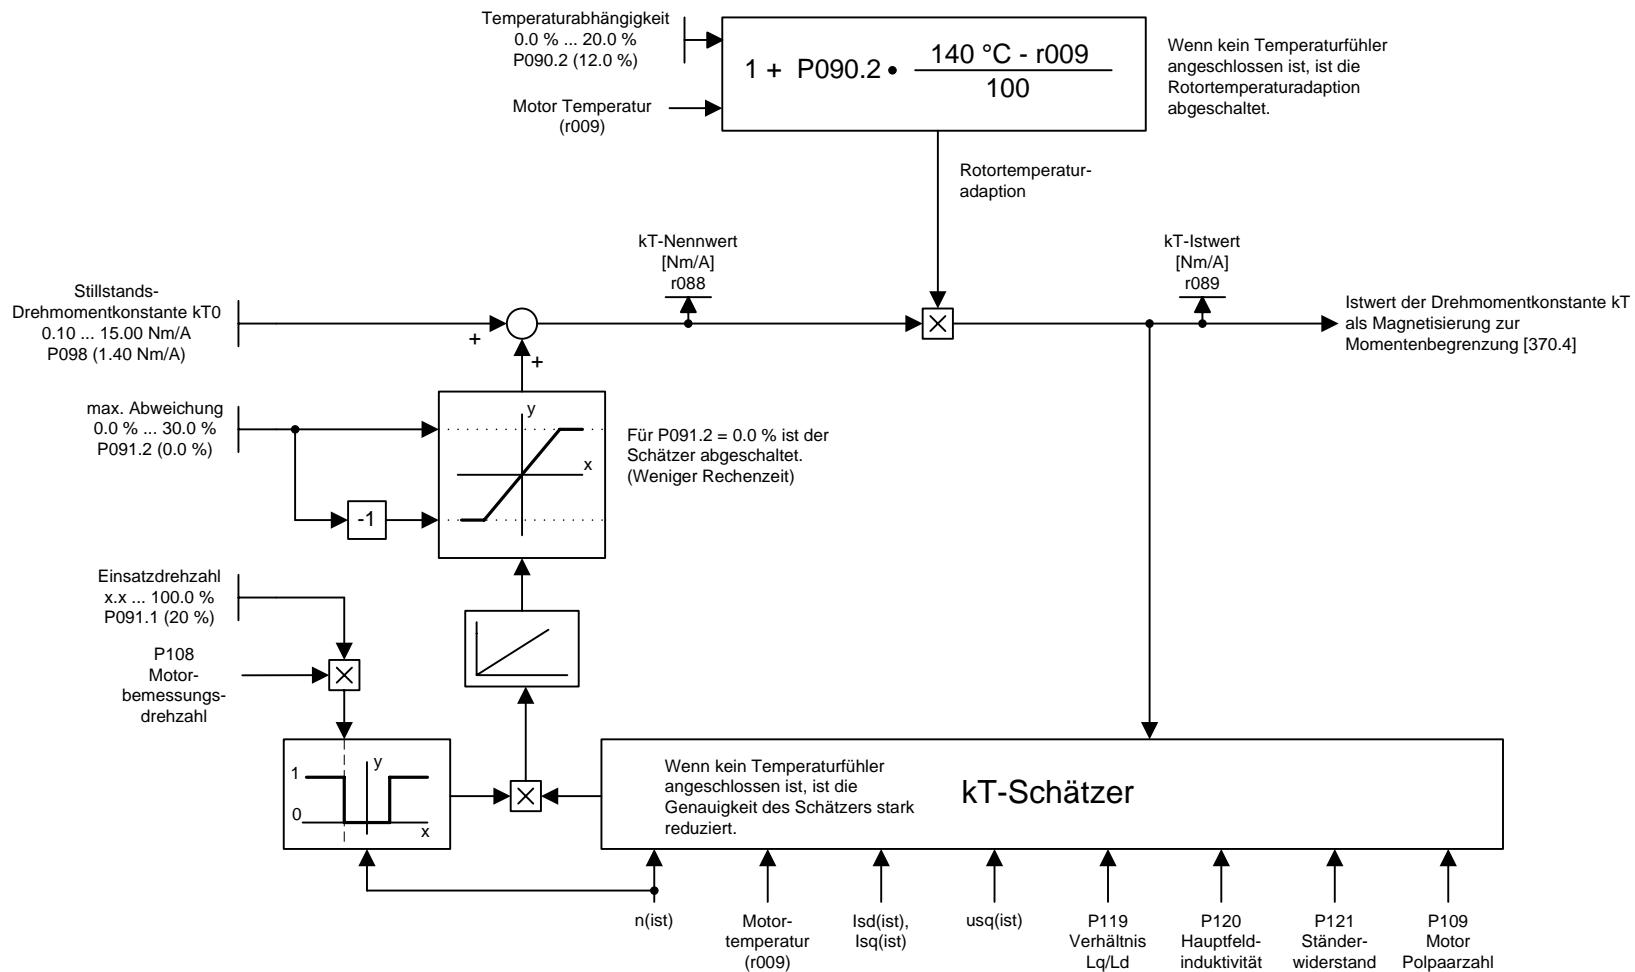 Temperaturabhängigkeit
0.0 % ... 20.0 %
P090.2 (12.0 %)
Motor Temperatur
(r009)
1 + P090.2 • 140 °C - r009
100
Wenn kein Temperaturfühler
angeschlossen ist, ist die
Rotortemperaturadaption
abgeschaltet.
Rotortemperatur-
adaption
kT-Nennwert
[Nm/A]
r088
kT-Istwert
[Nm/A]
r089
Stillstands-
Drehmomentkonstante kT0
0.10 ... 15.00 Nm/A
P098 (1.40 Nm/A)
+
+
Istwert der Drehmomentkonstante kT
als Magnetisierung zur
Momentenbegrenzung [370.4]
max. Abweichung
0.0 % ... 30.0 %
P091.2 (0.0 %)
-1
y
x
Für P091.2 = 0.0 % ist der
Schätzer abgeschaltet.
(Weniger Rechenzeit)
Einsatzdrehzahl
x.x ... 100.0 %
P091.1 (20 %)
P108
Motor-
bemessungs-
drehzahl
1
0
y
x
Wenn kein Temperaturfühler
angeschlossen ist, ist die
Genauigkeit des Schätzers stark
reduziert.
kT-Schätzer
n(ist)
Motor-
temperatur
(r009)
Isd(ist),
Isq(ist)
usq(ist)
P119
Verhältnis
Lq/Ld
P120
Hauptfeld-
induktivität
P121
Ständer-
widerstand
P109
Motor
Polpaarzahl